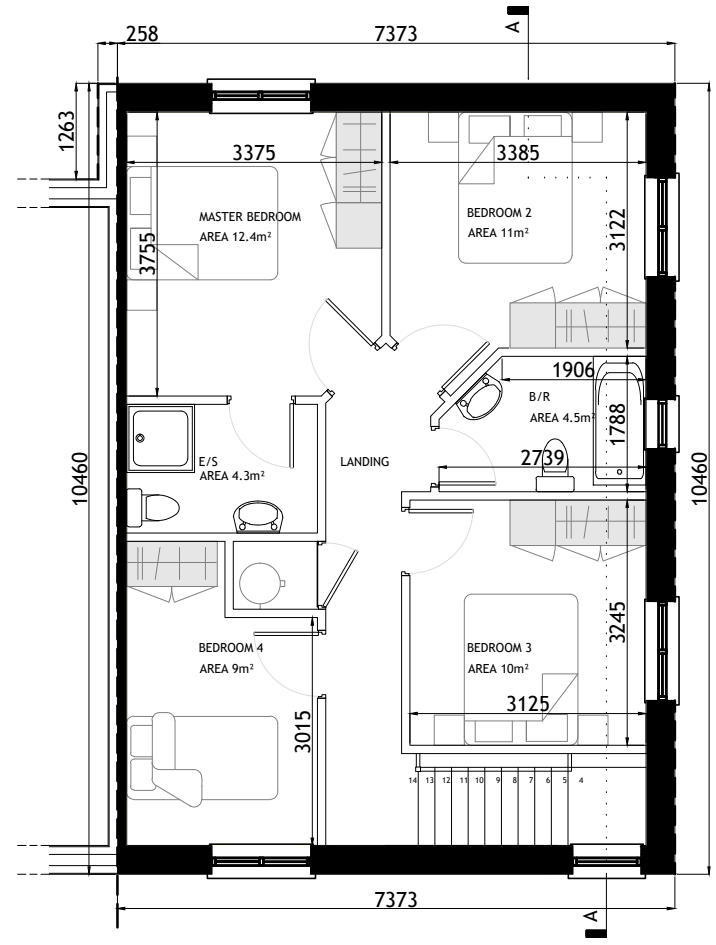 A
258
7373
1263
3375
3385
MASTER BEDROOM
AREA 12.4m²
BEDROOM 2
AREA 11m²
3755
3122
1906
B/R
AREA 4.5m²
1788
10460
10460
E/S
AREA 4.3m²
LANDING
2739
BEDROOM 4
AREA 9m²
BEDROOM 3
AREA 10m²
3245
3125
3015
14 13 12 11 10 9 8 7 6 5 4
7373
A